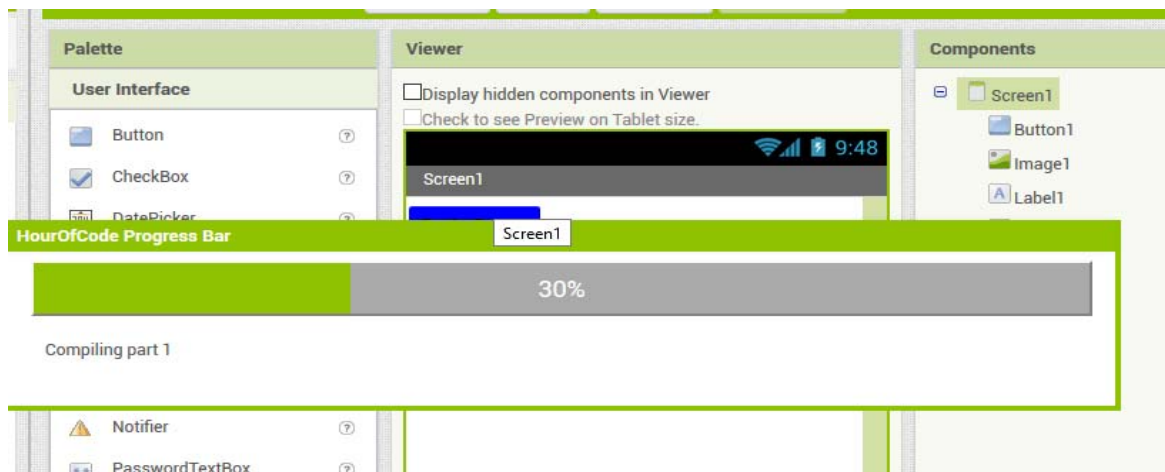 Palette
User Interface
Button
CheckBox
DatePicker
Viewer
Display hidden components in Viewer
Check to see Preview on Tablet size.
9:48
Screen1
Components
Screen1
Button1
Image1
Label1
HourOfCode Progress Bar
Screen1
30%
Compiling part 1
Notifier
PasswordTextBox